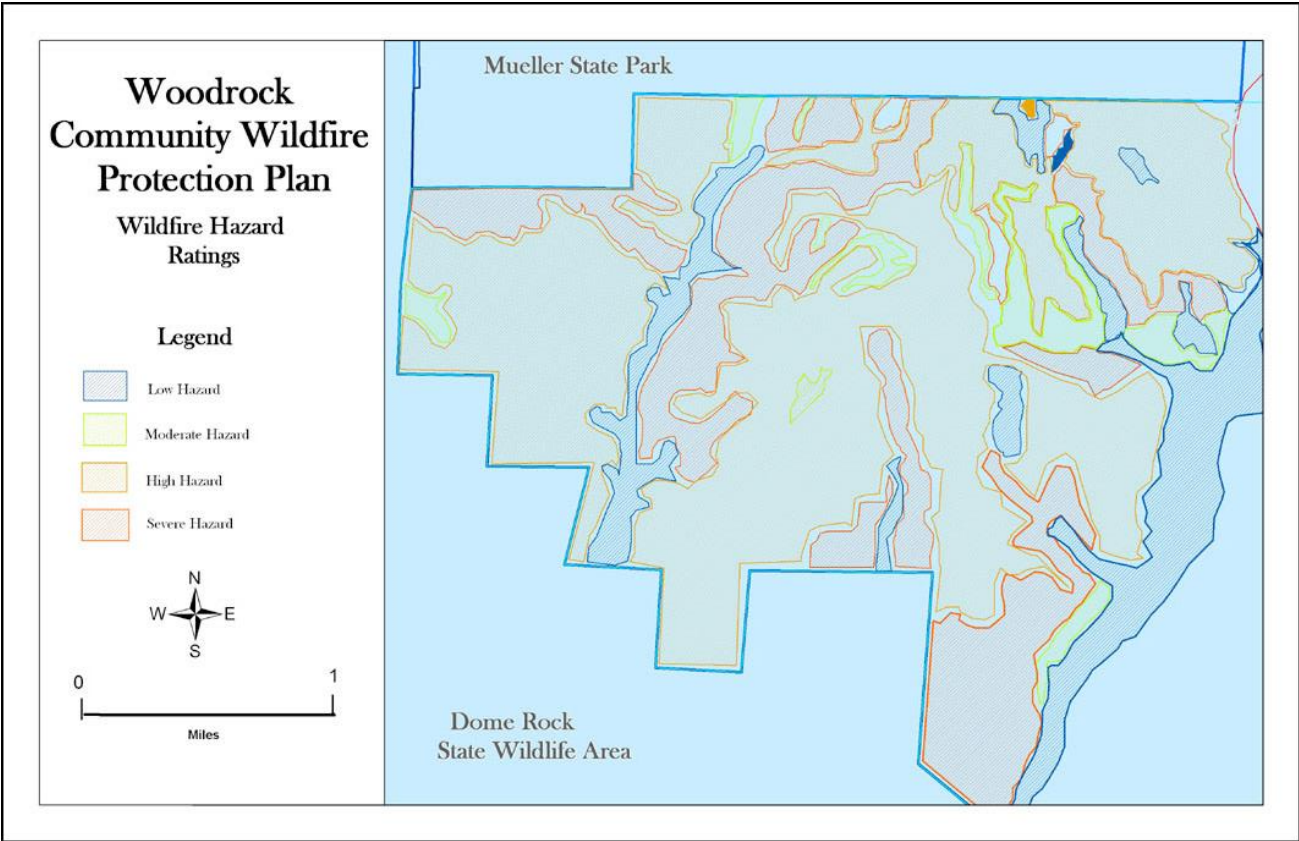 Woodrock
Community Wildfire
Protection Plan
Wildfire Hazard
Ratings
Legend
Low Hazard
Moderate Hazard
High Hazard
Severe Hazard
N
W E
S
0 1
Miles
Mueller State Park
Dome Rock
State Wildlife Area